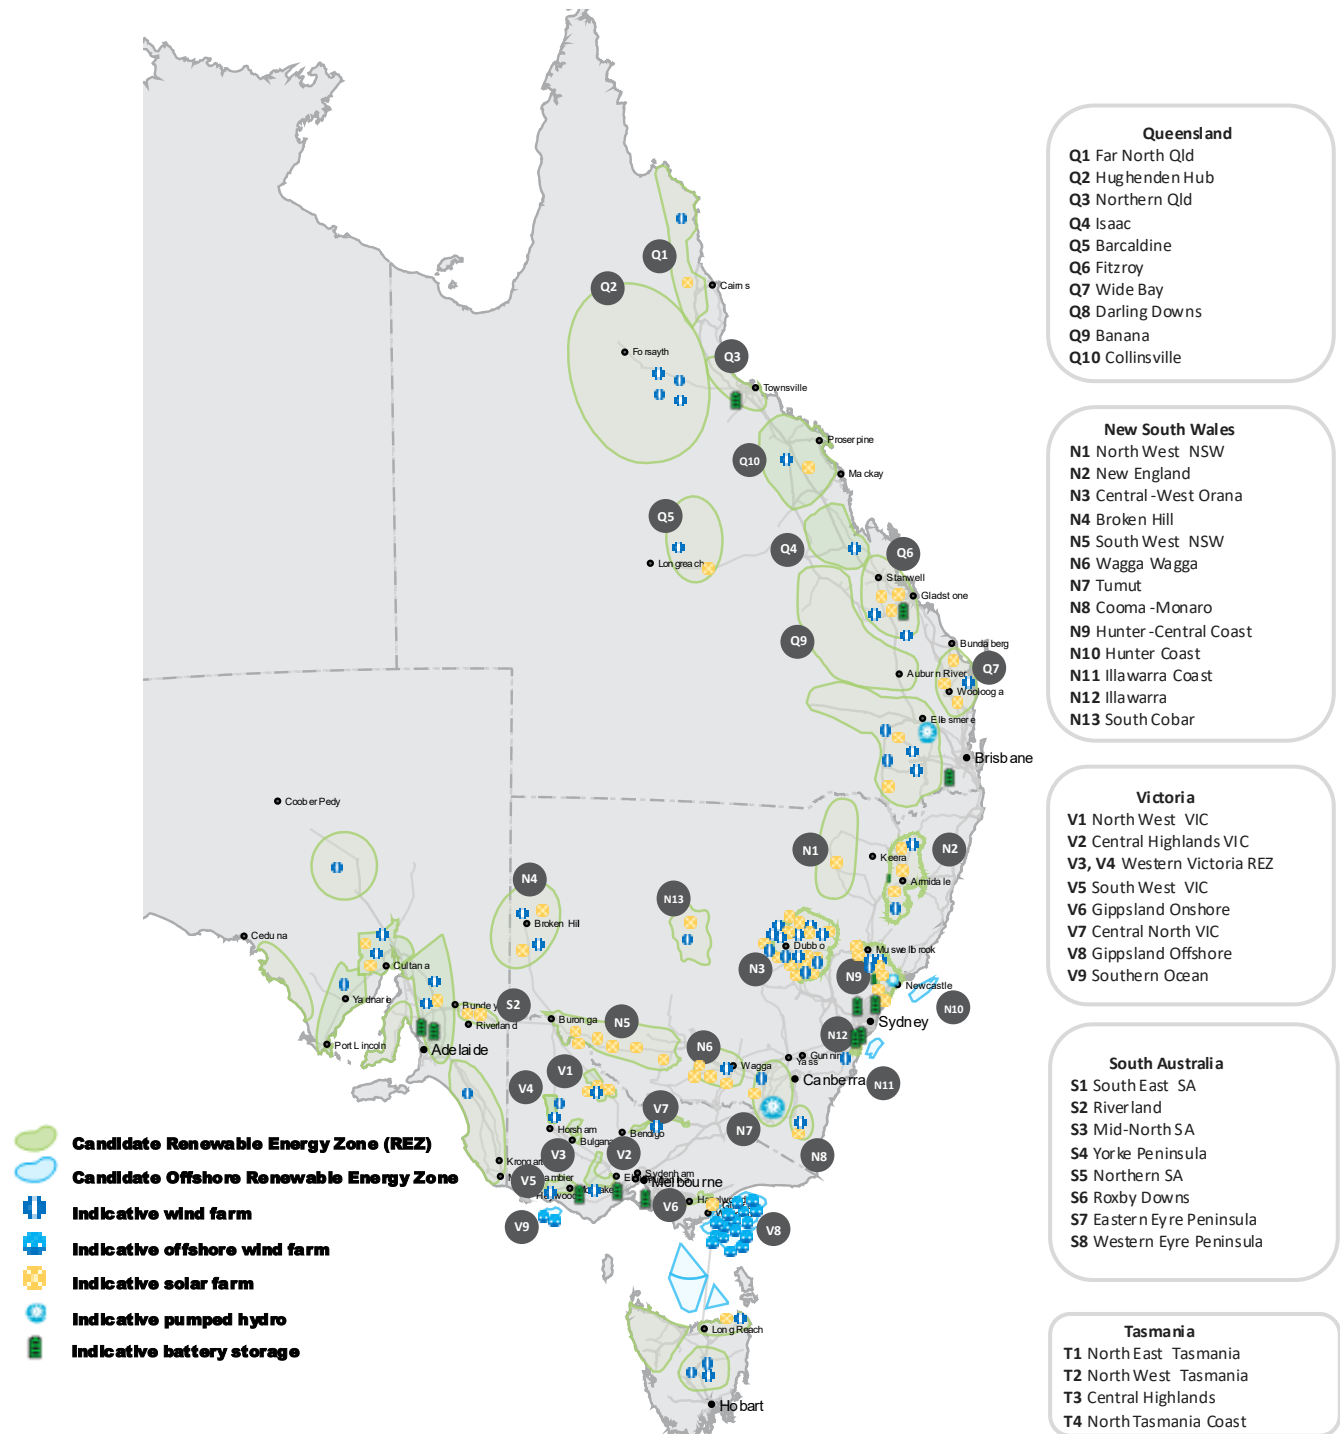 Queensland
Q1 Far North Qld
Q2 Hughenden Hub
Q3 Northern Qld
Q4 Isaac
Q5 Barcaldine
Q6 Fitzroy
Q7 Wide Bay
Q8 Darling Downs
Q9 Banana
Q10 Collinsville
New South Wales
N1 North West NSW
N2 New England
N3 Central-West Orana
N4 Broken Hill
N5 South West NSW
N6 Wagga Wagga
N7 Tumut
N8 Cooma-Monaro
N9 Hunter-Central Coast
N10 Hunter Coast
N11 Illawarra Coast
N12 Illawarra
N13 South Cobar
Victoria
V1 North West VIC
V2 Central Highlands VIC
V3, V4 Western Victoria REZ
V5 South West VIC
V6 Gippsland Onshore
V7 Central North VIC
V8 Gippsland Offshore
V9 Southern Ocean
South Australia
S1 South East SA
S2 Riverland
S3 Mid-North SA
S4 Yorke Peninsula
S5 Northern SA
S6 Roxby Downs
S7 Eastern Eyre Peninsula
S8 Western Eyre Peninsula
Tasmania
T1 North East Tasmania
T2 North West Tasmania
T3 Central Highlands
T4 North Tasmania Coast
Q1
Q2
Cairns
Forsayth
Q3
Townsville
Proserpine
Q10
Mackay
Q5
Longreach
Q4
Q6
Stanwell
Gladstone
Q9
Bundaberg
Q7
Auburn River
Woolooga
Ellesmere
Brisbane
Coober Pedy
N1
N2
Keera
Armidale
N4
N13
Broken Hill
Ceduna
Dubbo
Muswellbrook
Cultana
N3
N9
Newcastle
Yadnarie
Bundey
S2
Riverland
Buronga
N5
N10
Sydney
Port Lincoln
Adelaide
N12
N6
Gunning
Yass
Wagga
Canberra
N11
V1
V4
V7
Horsham
Bendigo
N7
Bulgana
V3
V2
N8
Sydenham
Melbourne
V5
V6
V9
V8
Long Reach
Hobart
Candidate Renewable Energy Zone (REZ)
Candidate Offshore Renewable Energy Zone
Indicative wind farm
Indicative offshore wind farm
Indicative solar farm
Indicative pumped hydro
Indicative battery storage